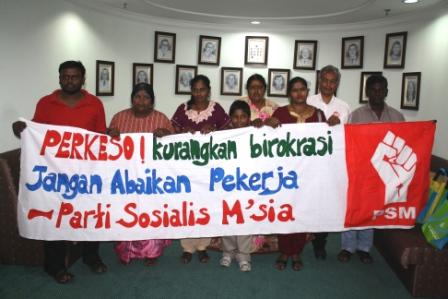 PERKESO! kurangkan birokrasi
Jangan Abaikan Pekerja
- Parti Sosialis M'sia
PSM